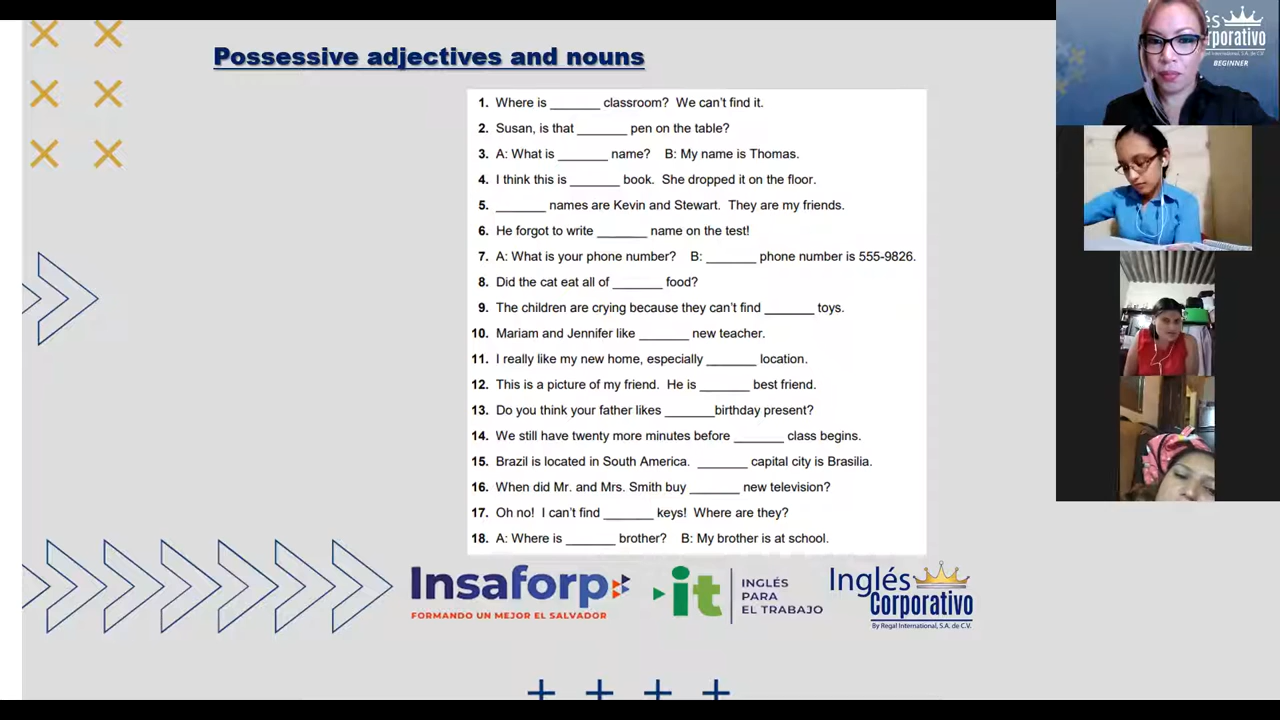 Possessive adjectives and nouns
1. Where is _______ classroom? We can't find it.
2. Susan, is that _______ pen on the table?
3. A: What is _______ name? B: My name is Thomas.
4. I think this is _______ book. She dropped it on the floor.
5. _______ names are Kevin and Stewart. They are my friends.
6. He forgot to write _______ name on the test!
7. A: What is your phone number? B: _______ phone number is 555-9826.
8. Did the cat eat all of _______ food?
9. The children are crying because they can't find _______ toys.
10. Mariam and Jennifer like _______ new teacher.
11. I really like my new home, especially _______ location.
12. This is a picture of my friend. He is _______ best friend.
13. Do you think your father likes _______birthday present?
14. We still have twenty more minutes before _______ class begins.
15. Brazil is located in South America. _______ capital city is Brasilia.
16. When did Mr. and Mrs. Smith buy _______ new television?
17. Oh no! I can't find _______ keys! Where are they?
18. A: Where is _______ brother? B: My brother is at school.
Insaforp
FORMANDO UN MEJOR EL SALVADOR
it
INGLÉS
PARA
EL TRABAJO
Inglés
Corporativo
By Regal International, S.A. de C.V.
és
rporativo
BEGINNER